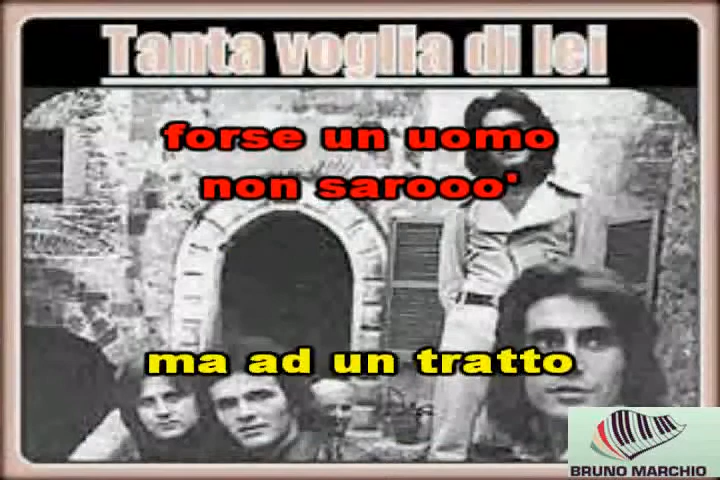 Tanta voglia di lei
forse un uomo
non sarooo'
ma ad un tratto
BRUNO MARCHIO